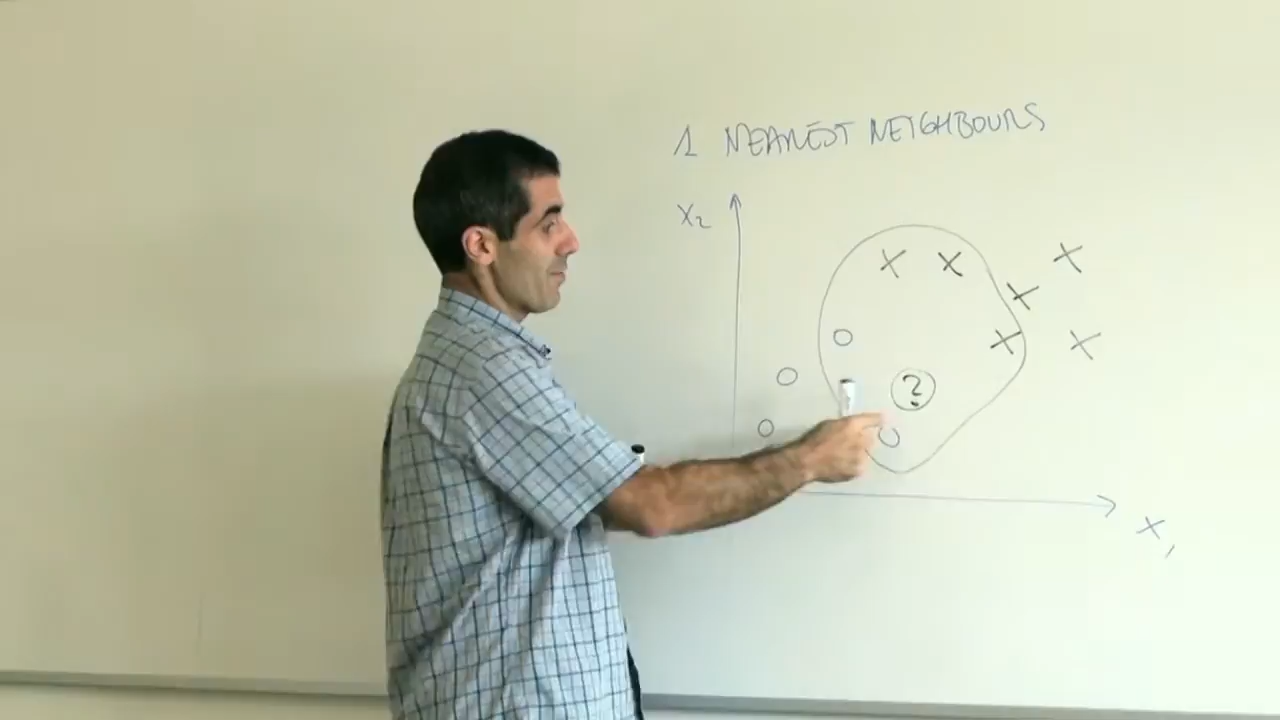 1 NEAREST NEIGHBOURS
X₂
X X X
X
O X X
O ?
O O
X₁